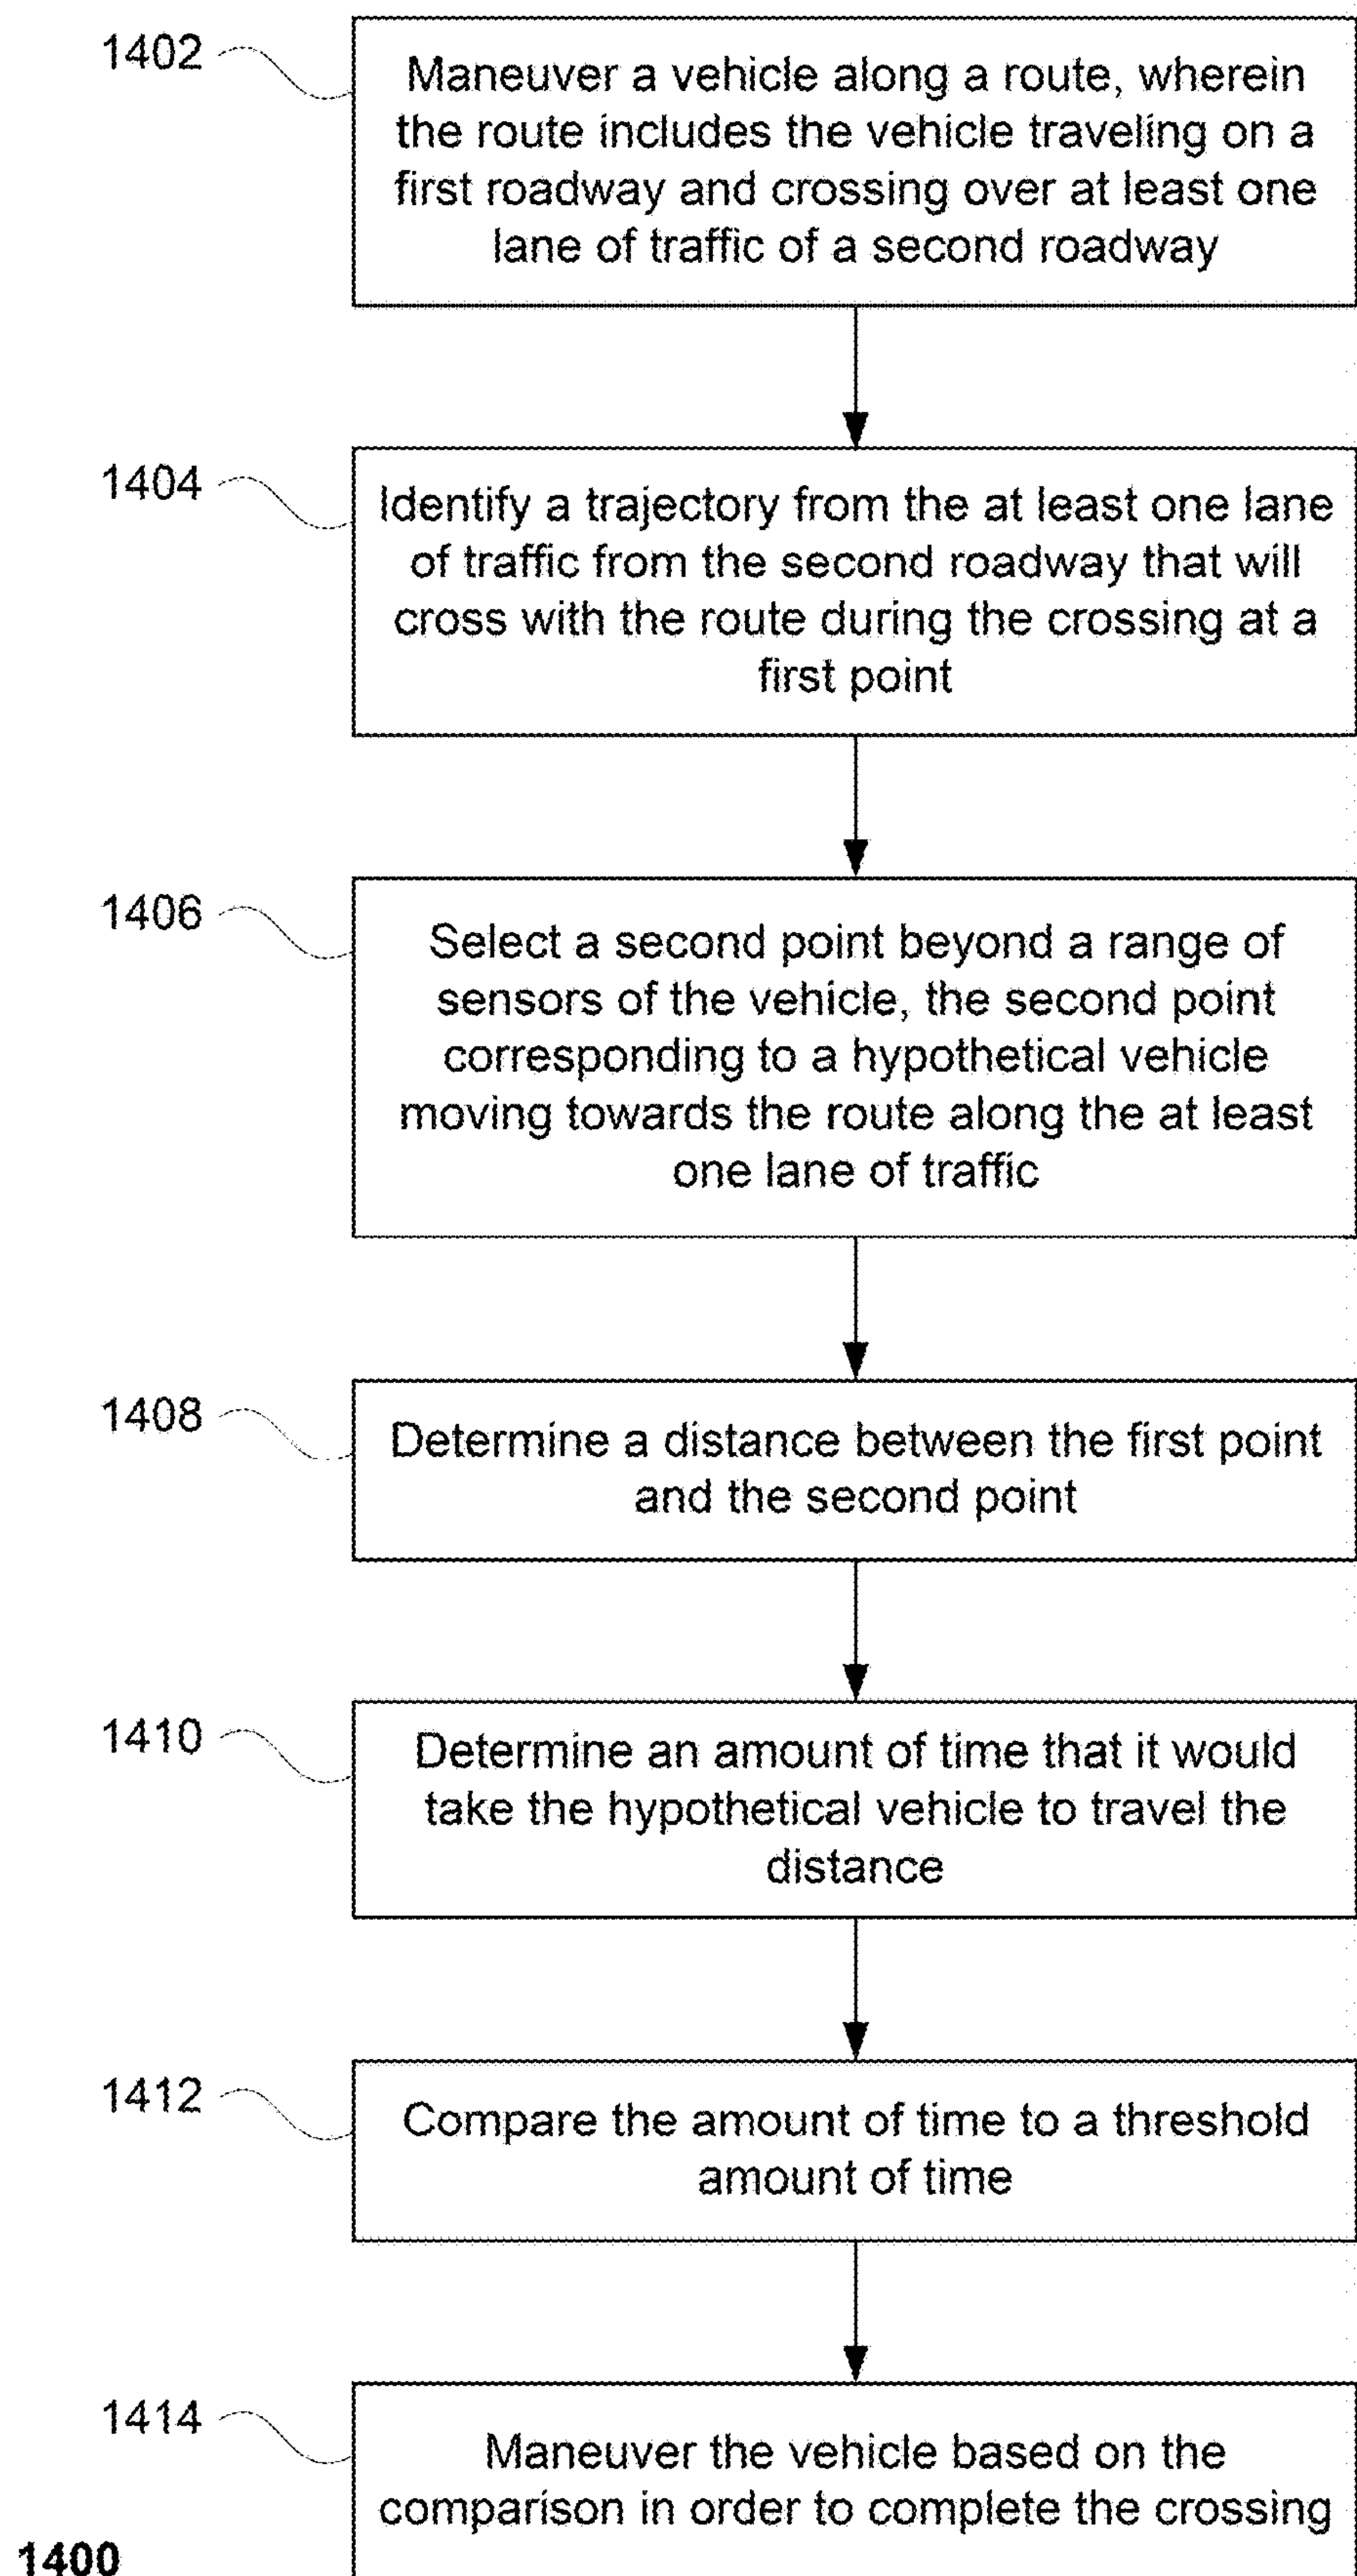 1402
Maneuver a vehicle along a route, wherein
the route includes the vehicle traveling on a
first roadway and crossing over at least one
lane of traffic of a second roadway
1404
Identify a trajectory from the at least one lane
of traffic from the second roadway that will
cross with the route during the crossing at a
first point
1406
Select a second point beyond a range of
sensors of the vehicle, the second point
corresponding to a hypothetical vehicle
moving towards the route along the at least
one lane of traffic
1408
Determine a distance between the first point
and the second point
1410
Determine an amount of time that it would
take the hypothetical vehicle to travel the
distance
1412
Compare the amount of time to a threshold
amount of time
1414
Maneuver the vehicle based on the
comparison in order to complete the crossing
1400